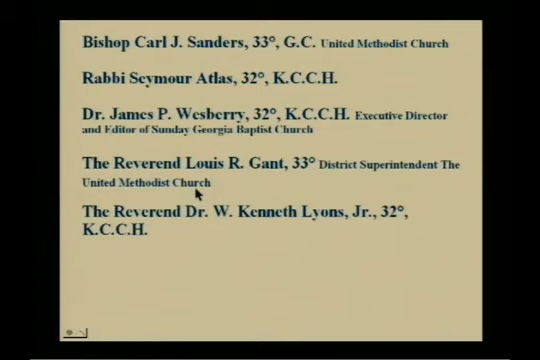 Bishop Carl J. Sanders, 33°, G.C. United Methodist Church
Rabbi Seymour Atlas, 32°, K.C.C.H.
Dr. James P. Wesberry, 32°, K.C.C.H. Executive Director
and Editor of Sunday Georgia Baptist Church
The Reverend Louis R. Gant, 33° District Superintendent The
United Methodist Church
The Reverend Dr. W. Kenneth Lyons, Jr., 32°,
K.C.C.H.